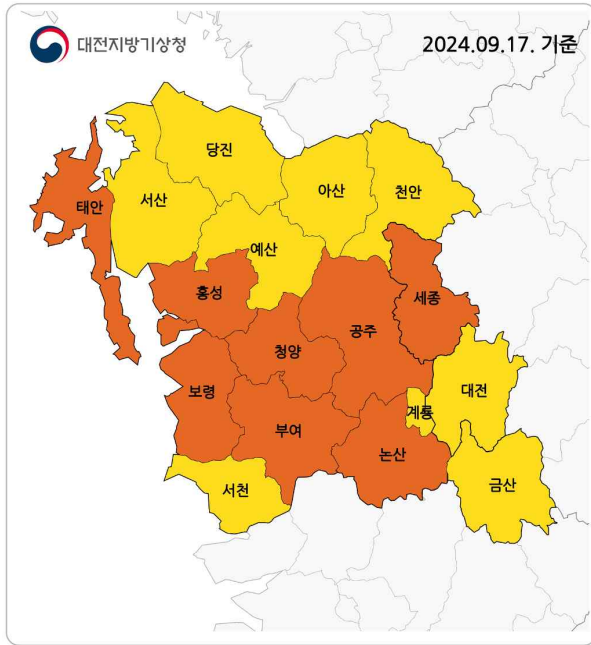 대전지방기상청
2024.09.17. 기준
당진
아산
천안
서산
태안
예산
홍성
세종
공주
청양
보령
대전
계룡
부여
논산
서천
금산